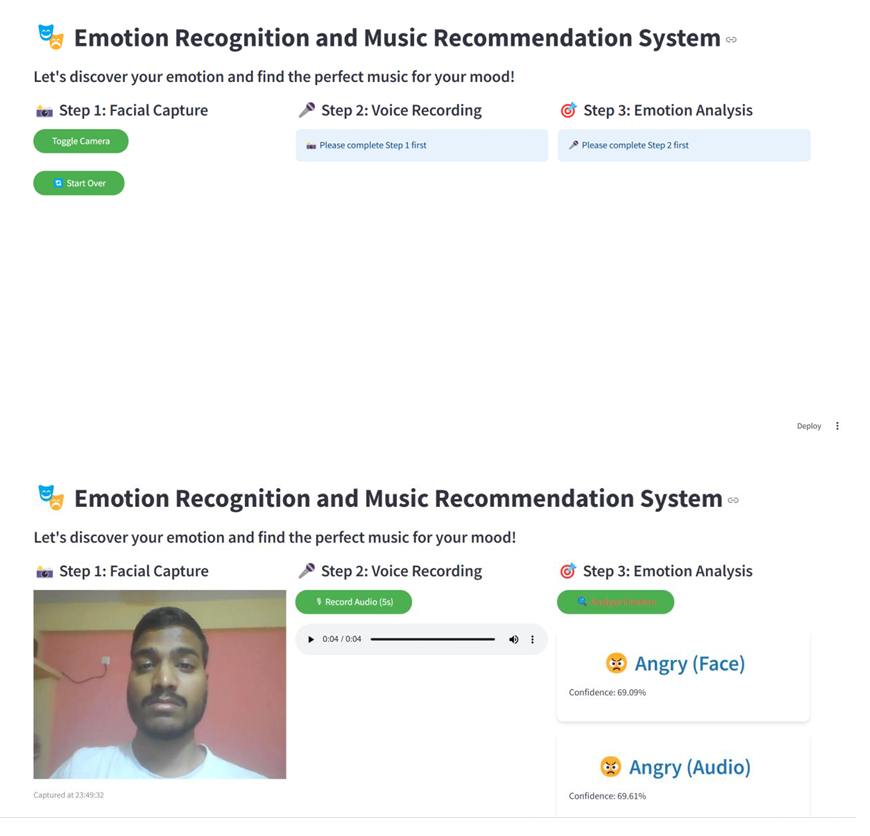 Emotion Recognition and Music Recommendation System
Let's discover your emotion and find the perfect music for your mood!
Step 1: Facial Capture
Toggle Camera
Start Over
Step 2: Voice Recording
Please complete Step 1 first
Step 3: Emotion Analysis
Please complete Step 2 first
Deploy
Emotion Recognition and Music Recommendation System
Let's discover your emotion and find the perfect music for your mood!
Step 1: Facial Capture
Captured at 23:49:32
Step 2: Voice Recording
Record Audio (5s)
0:04 / 0:04
Step 3: Emotion Analysis
Analyze Emotion
Angry (Face)
Confidence: 69.09%
Angry (Audio)
Confidence: 69.61%